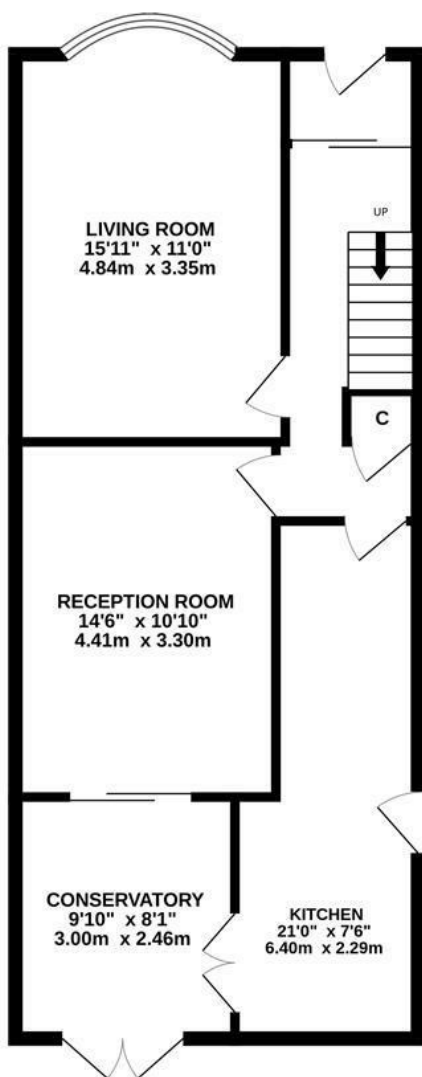 UP
LIVING ROOM
15'11" x 11'0"
4.84m x 3.35m
C
RECEPTION ROOM
14'6" x 10'10"
4.41m x 3.30m
CONSERVATORY
9'10" x 8'1"
3.00m x 2.46m
KITCHEN
21'0" x 7'6"
6.40m x 2.29m